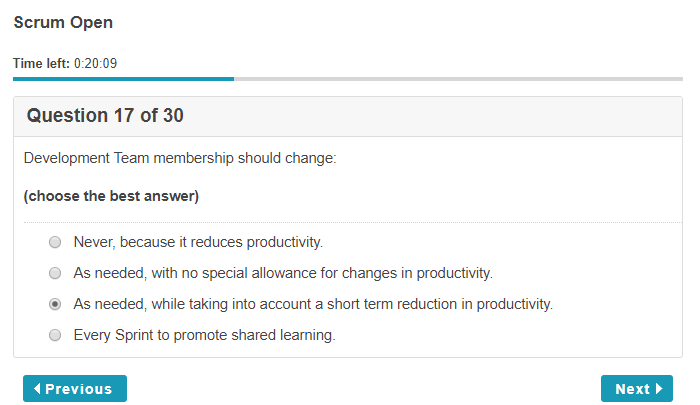 Scrum Open
Time left: 0:20:09
Question 17 of 30
Development Team membership should change:
(choose the best answer)
Never, because it reduces productivity.
As needed, with no special allowance for changes in productivity.
As needed, while taking into account a short term reduction in productivity.
Every Sprint to promote shared learning.
Previous
Next